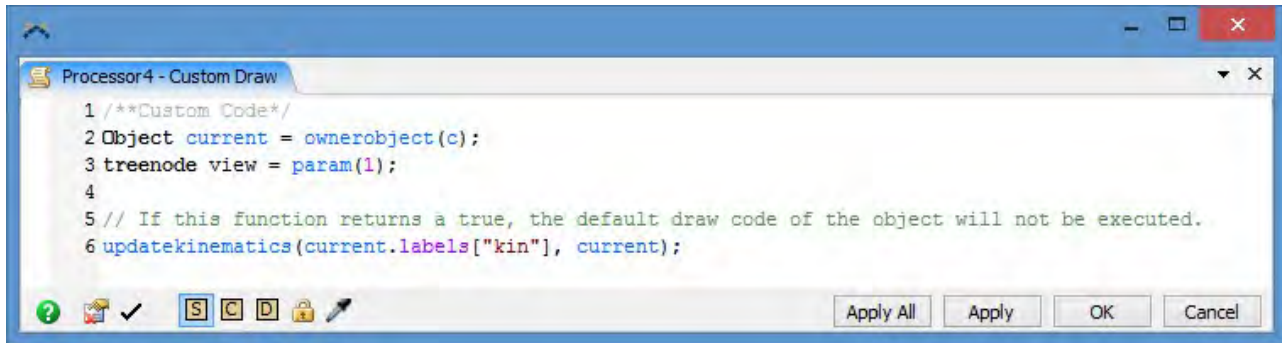 Processor4 - Custom Draw
1 /**Custom Code*/
2 Object current = ownerobject(c);
3 treenode view = param(1);
4
5 // If this function returns a true, the default draw code of the object will not be executed.
6 updatekinematics(current.labels["kin"], current);
S C D Apply All Apply OK Cancel